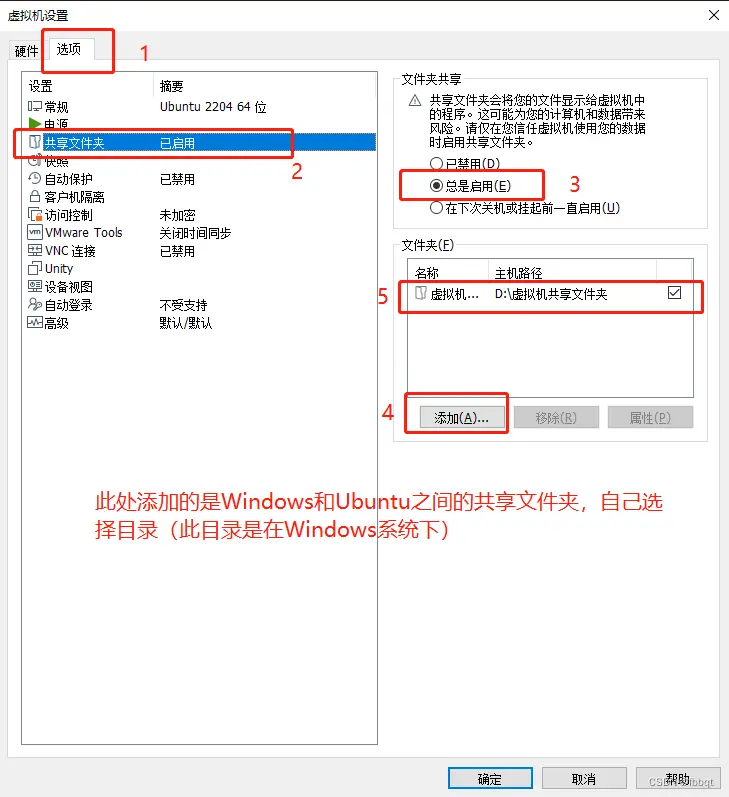 虚拟机设置
硬件 选项 1
设置 摘要
常规 Ubuntu 2204 64 位
电源
共享文件夹 已启用
2
快照
自动保护 已禁用
客户机隔离
访问控制 未加密
VMware Tools 关闭时间同步
VNC 连接 已禁用
Unity
设备视图
自动登录 不受支持
高级 默认/默认
文件夹共享
共享文件夹会将您的文件显示给虚拟机中
的程序。这可能为您的计算机和数据带来
风险。请仅在您信任虚拟机使用您的数据
时启用共享文件夹。
已禁用(D)
总是启用(E) 3
在下次关机或挂起前一直启用(U)
文件夹(F)
名称 主机路径
5 虚拟机... D:\虚拟机共享文件夹
4 添加(A)... 移除(R) 属性(P)
此处添加的是Windows和Ubuntu之间的共享文件夹，自己选
择目录（此目录是在Windows系统下）
确定 取消 帮助